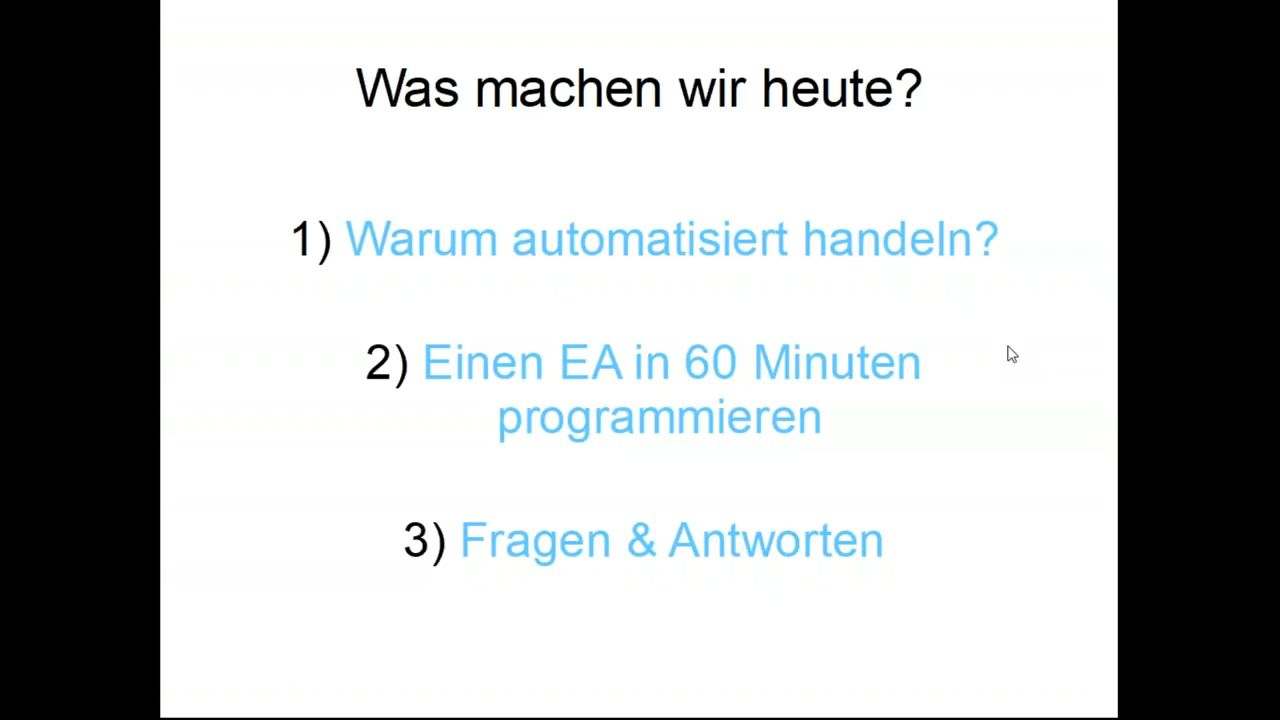 Was machen wir heute?
1) Warum automatisiert handeln?
2) Einen EA in 60 Minuten
programmieren
3) Fragen & Antworten